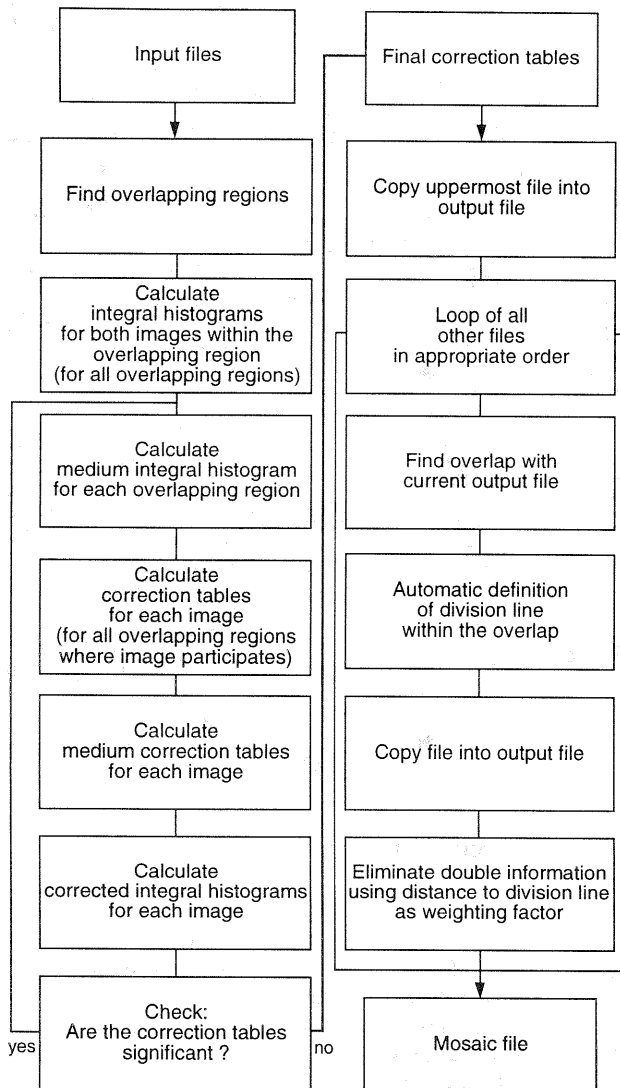 Input files
Find overlapping regions
Calculate
integral histograms
for both images within the
overlapping region
(for all overlapping regions)
Calculate
medium integral histogram
for each overlapping region
Calculate
correction tables
for each image
(for all overlapping regions
where image participates)
Calculate
medium correction tables
for each image
Calculate
corrected integral histograms
for each image
Check:
Are the correction tables
significant ?
yes
no
Final correction tables
Copy uppermost file into
output file
Loop of all
other files
in appropriate order
Find overlap with
current output file
Automatic definition
of division line
within the overlap
Copy file into output file
Eliminate double information
using distance to division line
as weighting factor
Mosaic file